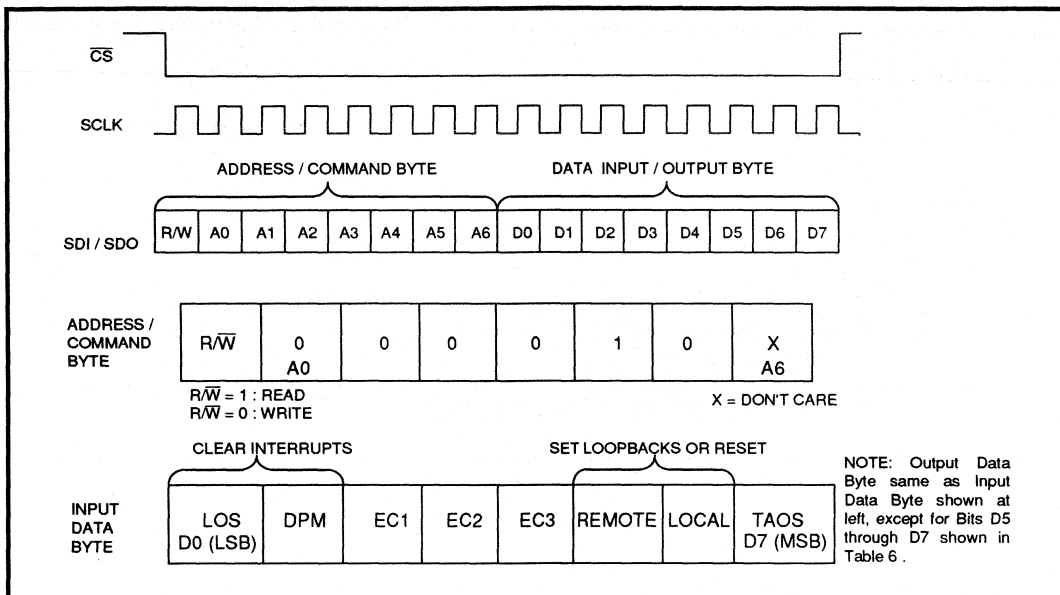 CS
SCLK
ADDRESS / COMMAND BYTE DATA INPUT / OUTPUT BYTE
SDI / SDO R/W A0 A1 A2 A3 A4 A5 A6 D0 D1 D2 D3 D4 D5 D6 D7
ADDRESS /
COMMAND
BYTE
R/W 0 0 0 0 1 0 X
A0 A6
R/W = 1 : READ
R/W = 0 : WRITE
X = DON'T CARE
CLEAR INTERRUPTS SET LOOPBACKS OR RESET
INPUT
DATA
BYTE
LOS DPM EC1 EC2 EC3 REMOTE LOCAL TAOS
D0 (LSB) D7 (MSB)
NOTE: Output Data
Byte same as Input
Data Byte shown at
left, except for Bits D5
through D7 shown in
Table 6 .